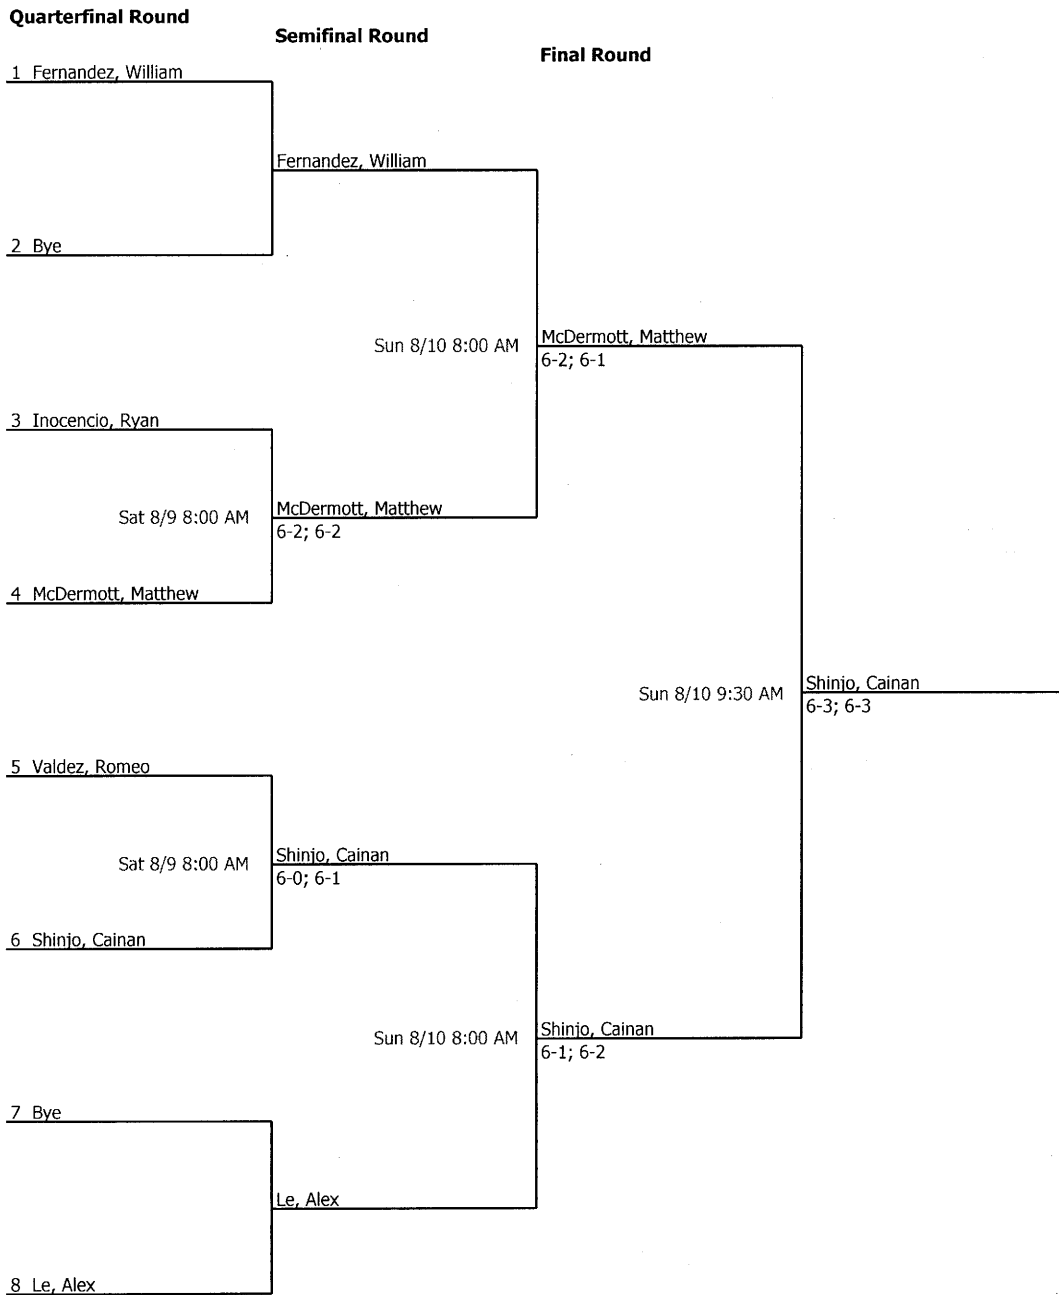 Quarterfinal Round
Semifinal Round
Final Round
1 Fernandez, William
Fernandez, William
2 Bye
Sun 8/10 8:00 AM
McDermott, Matthew
6-2; 6-1
3 Inocencio, Ryan
Sat 8/9 8:00 AM
McDermott, Matthew
6-2; 6-2
4 McDermott, Matthew
Sun 8/10 9:30 AM
Shinjo, Cainan
6-3; 6-3
5 Valdez, Romeo
Sat 8/9 8:00 AM
Shinjo, Cainan
6-0; 6-1
6 Shinjo, Cainan
Sun 8/10 8:00 AM
Shinjo, Cainan
6-1; 6-2
7 Bye
Le, Alex
8 Le, Alex